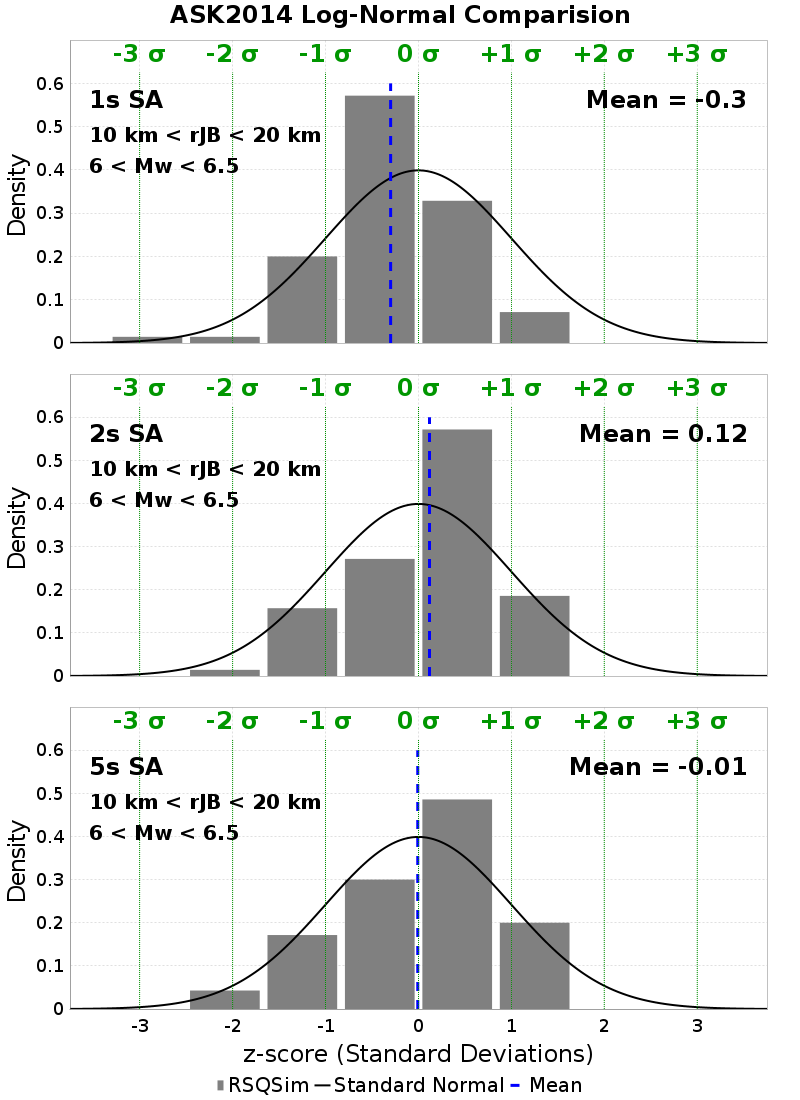 ASK2014 Log-Normal Comparision
-3 σ -2 σ -1 σ 0 σ +1 σ +2 σ +3 σ
1s SA
Mean = -0.3
10 km < rJB < 20 km
6 < Mw < 6.5
Density
0.6
0.5
0.4
0.3
0.2
0.1
0
-3 σ -2 σ -1 σ 0 σ +1 σ +2 σ +3 σ
2s SA
Mean = 0.12
10 km < rJB < 20 km
6 < Mw < 6.5
Density
0.6
0.5
0.4
0.3
0.2
0.1
0
-3 σ -2 σ -1 σ 0 σ +1 σ +2 σ +3 σ
5s SA
Mean = -0.01
10 km < rJB < 20 km
6 < Mw < 6.5
Density
0.6
0.5
0.4
0.3
0.2
0.1
0
-3 -2 -1 0 1 2 3
z-score (Standard Deviations)
RSQSim Standard Normal Mean